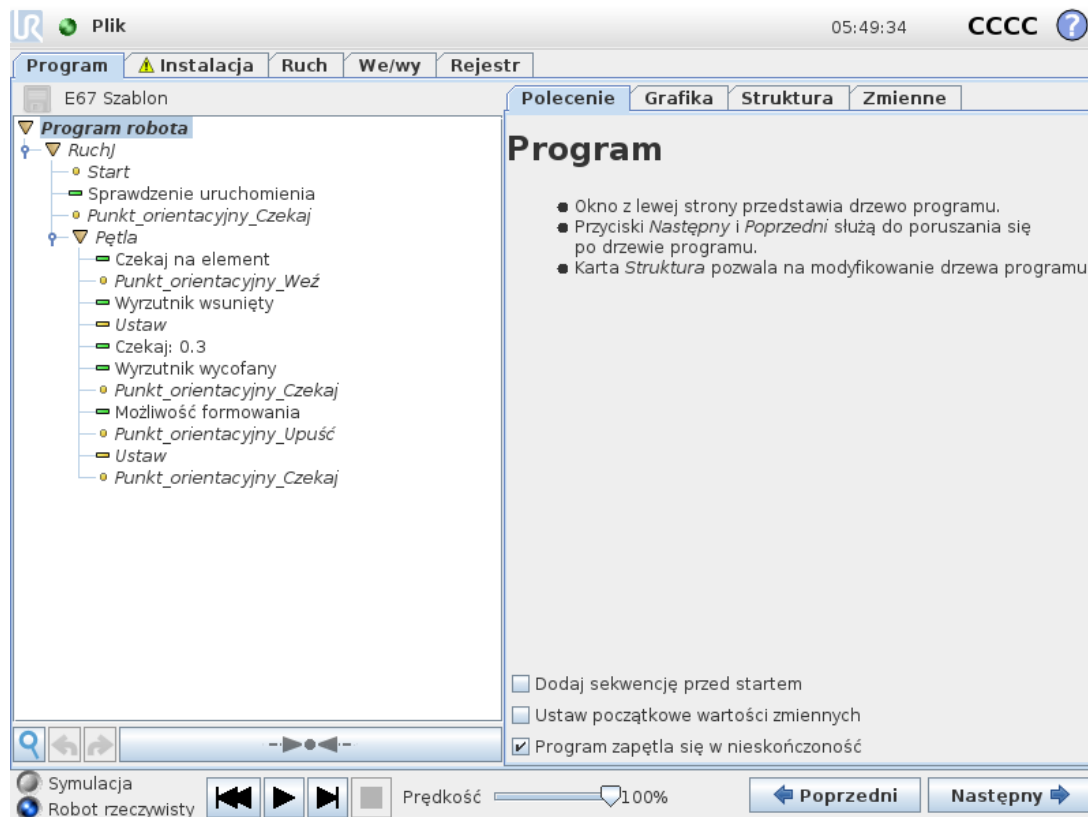 UR Plik 05:49:34 CCCC ?
Program Instalacja Ruch We/wy Rejestr
E67 Szablon
Polecenie Grafika Struktura Zmienne
Program robota
RuchJ
Start
Sprawdzenie uruchomienia
Punkt_orientacyjny_Czekaj
Pętla
Czekaj na element
Punkt_orientacyjny_Weź
Wyrzutnik wsunięty
Ustaw
Czekaj: 0.3
Wyrzutnik wycofany
Punkt_orientacyjny_Czekaj
Możliwość formowania
Punkt_orientacyjny_Upuść
Ustaw
Punkt_orientacyjny_Czekaj
Program
Okno z lewej strony przedstawia drzewo programu.
Przyciski Następny i Poprzedni służą do poruszania się
po drzewie programu.
Karta Struktura pozwala na modyfikowanie drzewa programu
Dodaj sekwencję przed startem
Ustaw początkowe wartości zmiennych
Program zapętla się w nieskończoność
Symulacja
Robot rzeczywisty
Prędkość 100%
Poprzedni Następny